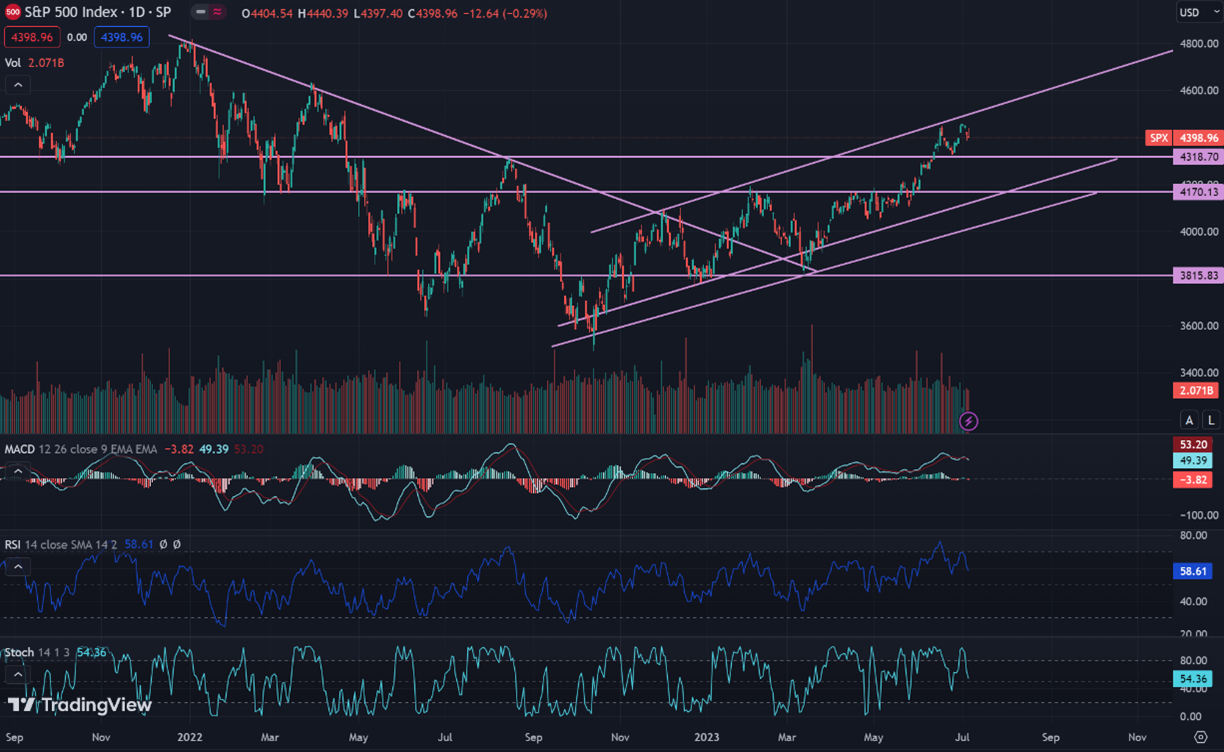 500 S&P 500 Index · 1D · SP O4404.54 H4440.39 L4397.40 C4398.96 −12.64 (−0.29%) USD
4398.96 0.00 4398.96
4800.00
Vol 2.071B
4600.00
SPX 4398.96
4318.70
4200.00
4170.13
4000.00
3815.83
3600.00
3400.00
2.071B
A L
MACD 12 26 close 9 EMA EMA −3.82 49.39 53.20
53.20
49.39
−3.82
−100.00
80.00
RSI 14 close SMA 14 2 58.61 Ø Ø
58.61
40.00
20.00
Stoch 14 1 3 54.36
80.00
54.36
40.00
TradingView
0.00
Sep Nov 2022 Mar May Jul Sep Nov 2023 Mar May Jul Sep Nov